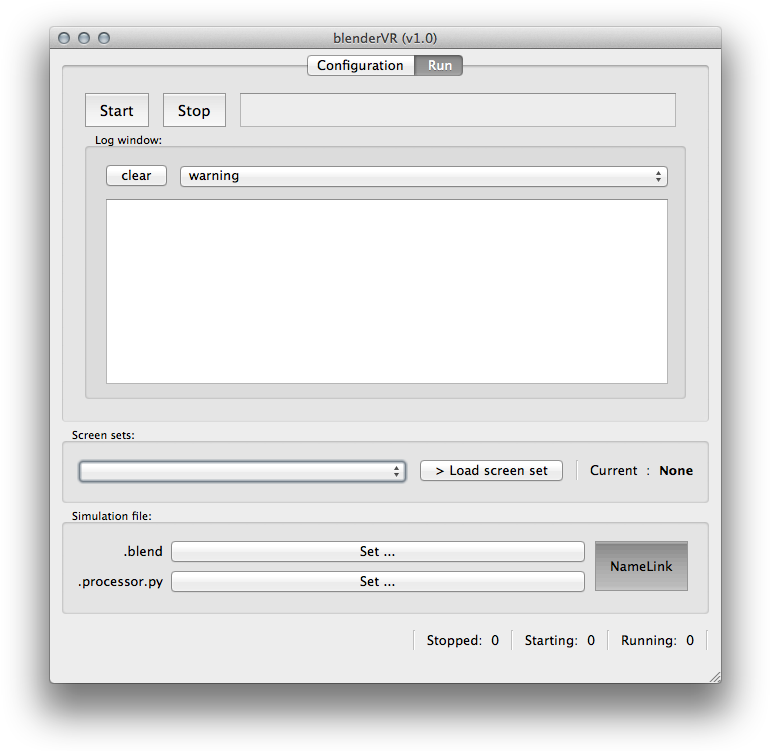 blenderVR (v1.0)
Configuration Run
Start Stop
Log window:
clear warning
Screen sets:
> Load screen set Current : None
Simulation file:
.blend Set ...
.processor.py Set ...
NameLink
Stopped: 0 Starting: 0 Running: 0